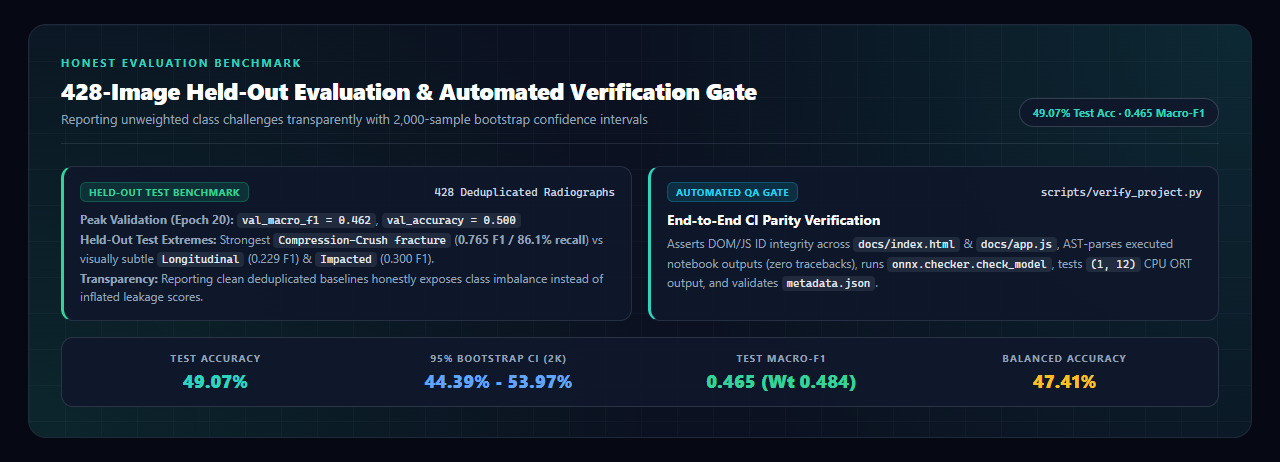 HONEST EVALUATION BENCHMARK
428-Image Held-Out Evaluation & Automated Verification Gate
Reporting unweighted class challenges transparently with 2,000-sample bootstrap confidence intervals
49.07% Test Acc · 0.465 Macro-F1
HELD-OUT TEST BENCHMARK
428 Deduplicated Radiographs
Peak Validation (Epoch 20): val_macro_f1 = 0.462, val_accuracy = 0.500
Held-Out Test Extremes: Strongest Compression-Crush fracture (0.765 F1 / 86.1% recall) vs
visually subtle Longitudinal (0.229 F1) & Impacted (0.300 F1).
Transparency: Reporting clean deduplicated baselines honestly exposes class imbalance instead of
inflated leakage scores.
AUTOMATED QA GATE
scripts/verify_project.py
End-to-End CI Parity Verification
Asserts DOM/JS ID integrity across docs/index.html & docs/app.js, AST-parses executed
notebook outputs (zero tracebacks), runs onnx.checker.check_model, tests (1, 12) CPU ORT
output, and validates metadata.json.
TEST ACCURACY
49.07%
95% BOOTSTRAP CI (2K)
44.39% - 53.97%
TEST MACRO-F1
0.465 (Wt 0.484)
BALANCED ACCURACY
47.41%